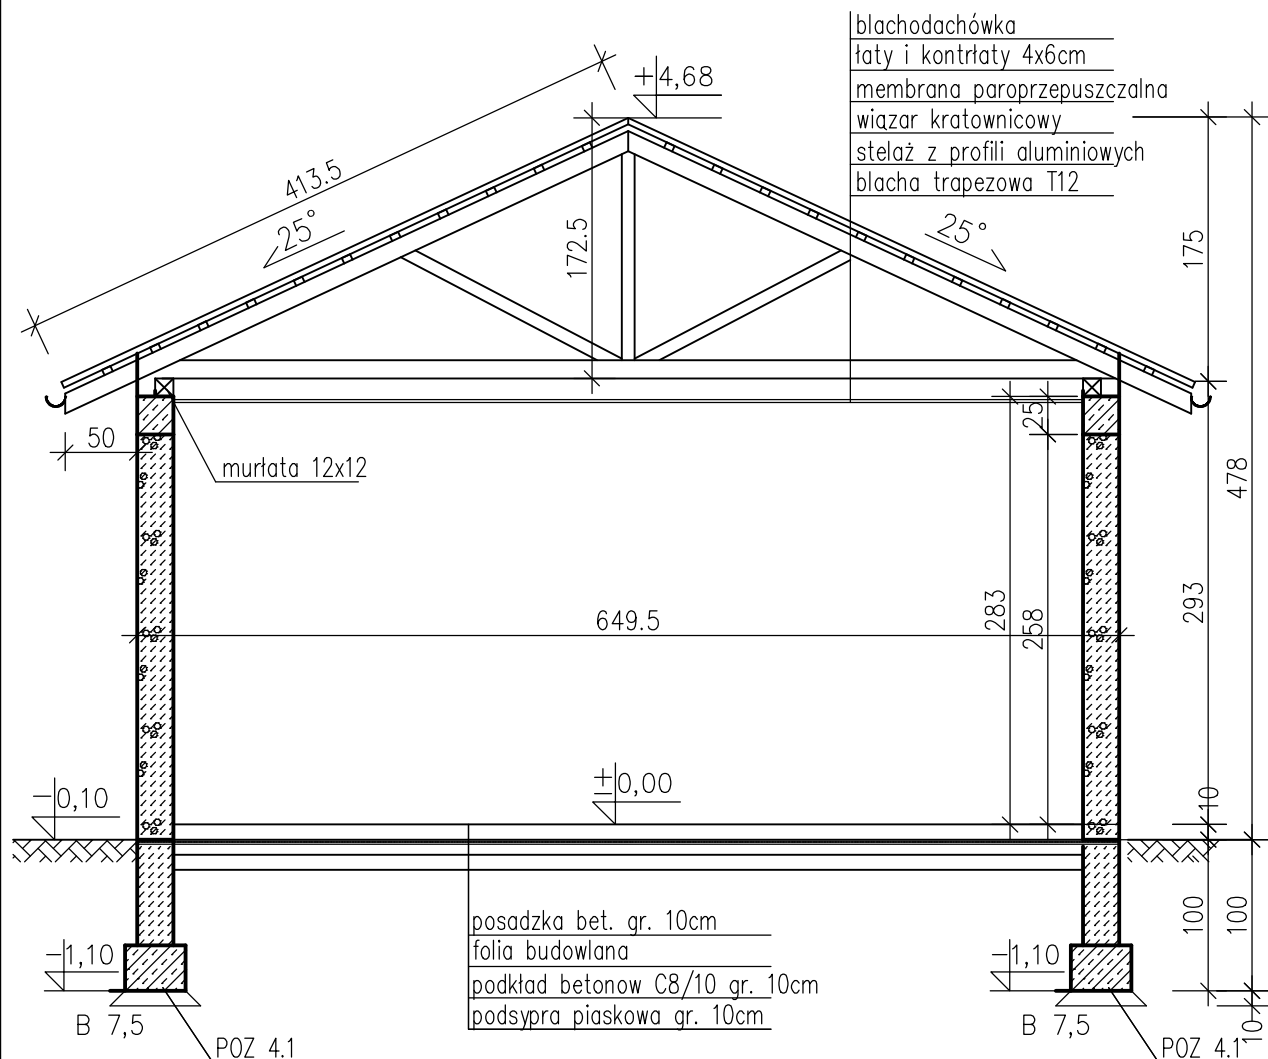 blachodachówka
łaty i kontrłaty 4x6cm
membrana paroprzepuszczalna
wiązar kratownicowy
stelaż z profili aluminiowych
blacha trapezowa T12
+4,68
413.5
25°
25°
172.5
175
50
25
murłata 12x12
478
649.5
283
258
293
±0,00
-0,10
10
posadzka bet. gr. 10cm
folia budowlana
podkład betonow C8/10 gr. 10cm
podsypra piaskowa gr. 10cm
100
100
-1,10
-1,10
B 7,5
B 7,5
10
POZ 4.1
POZ 4.1